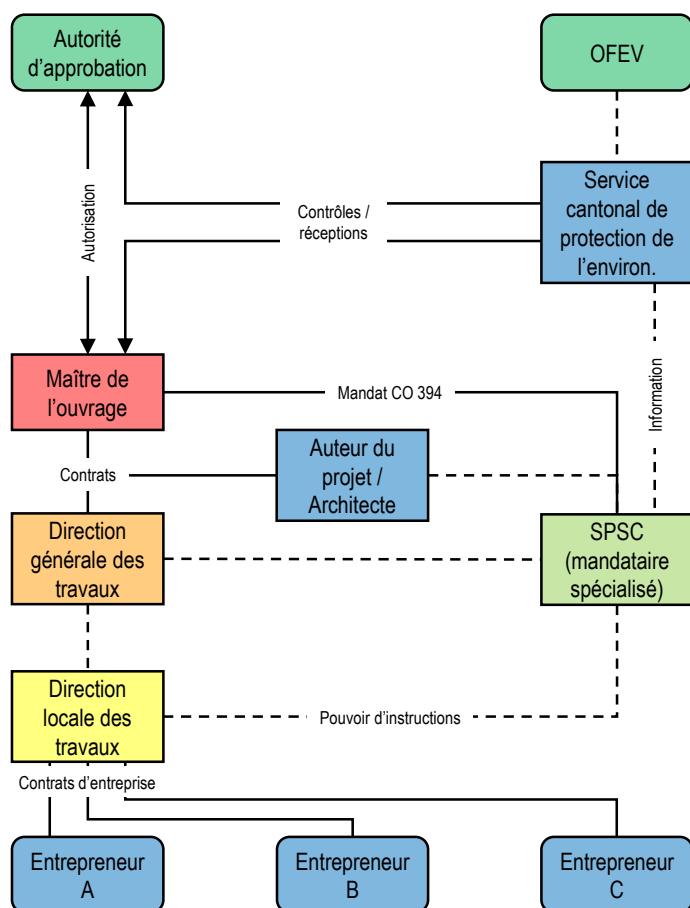 Autorité
d'approbation
OFEV
Service
cantonal de
protection de
l'environ.
Autorisation
Contrôles /
réceptions
Maître de
l'ouvrage
Mandat CO 394
Information
Contrats
Auteur du
projet /
Architecte
Direction
générale des
travaux
SPSC
(mandataire
spécialisé)
Direction
locale des
travaux
Pouvoir d'instructions
Contrats d'entreprise
Entrepreneur
A
Entrepreneur
B
Entrepreneur
C